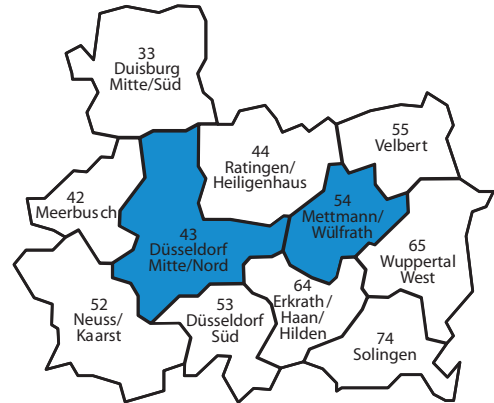 33
Duisburg
Mitte/Süd
55
Velbert
44
Ratingen/
Heiligenhaus
42
Meerbusch
54
Mettmann/
Wülfrath
43
Düsseldorf
Mitte/Nord
65
Wuppertal
West
64
Erkrath/
Haan/
Hilden
52
Neuss/
Kaarst
53
Düsseldorf
Süd
74
Solingen